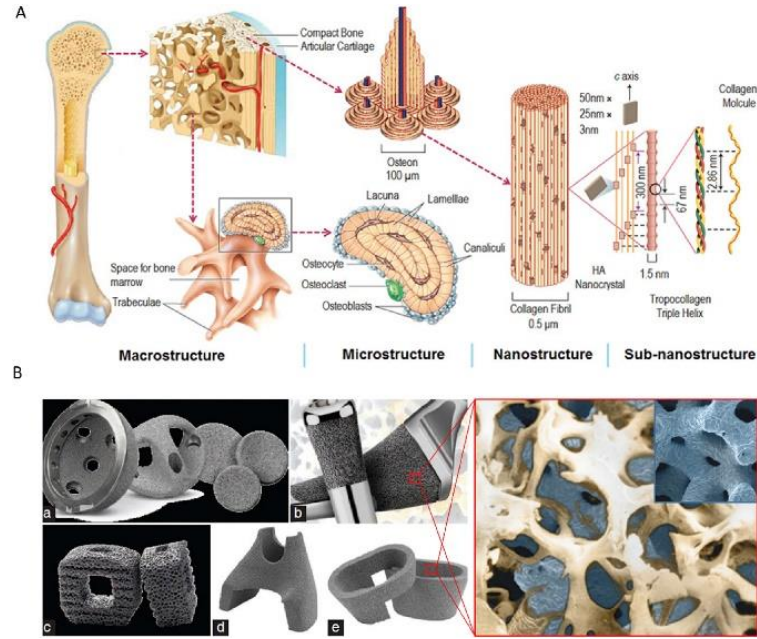 A
Compact Bone
Articular Cartilage
Osteon
100 µm
c axis
50nm ×
25nm ×
3nm
300 nm
HA
Nanocrystal
Collagen
Molcule
2.86 nm
67 nm
1.5 nm
Tropocollagen
Triple Helix
Collagen Fibril
0.5 µm
Space for bone
marrow
Trabeculae
Lacuna
Lamelllae
Canaliculi
Osteocyte
Osteoclast
Osteoblasts
Macrostructure
Microstructure
Nanostructure
Sub-nanostructure
B
a
b
c
d
e